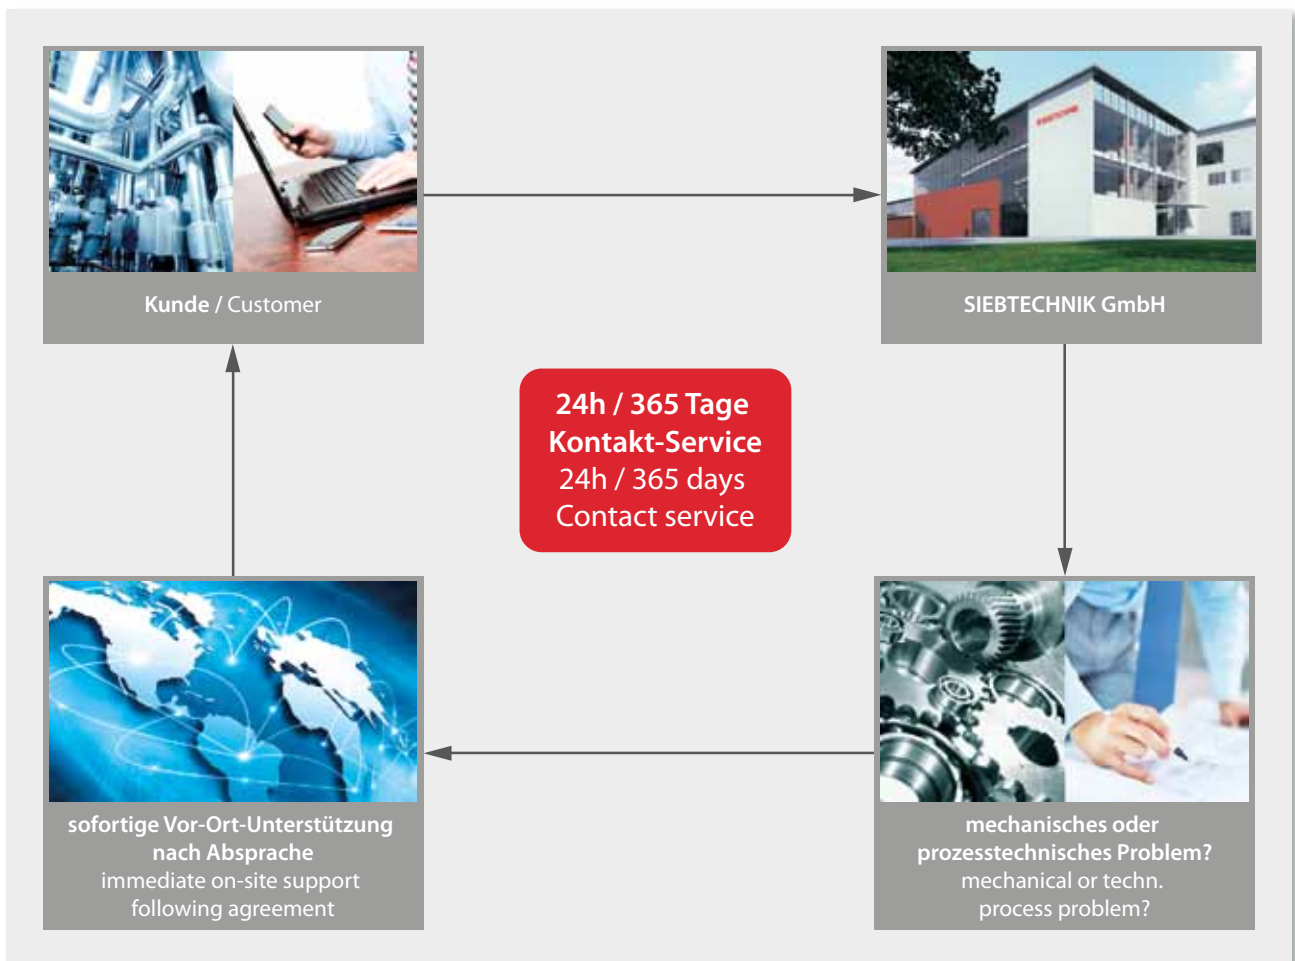 Kunde / Customer
SIEBTECHNIK GmbH
24h / 365 Tage
Kontakt-Service
24h / 365 days
Contact service
sofortige Vor-Ort-Unterstützung
nach Absprache
immediate on-site support
following agreement
mechanisches oder
prozesstechnisches Problem?
mechanical or techn.
process problem?